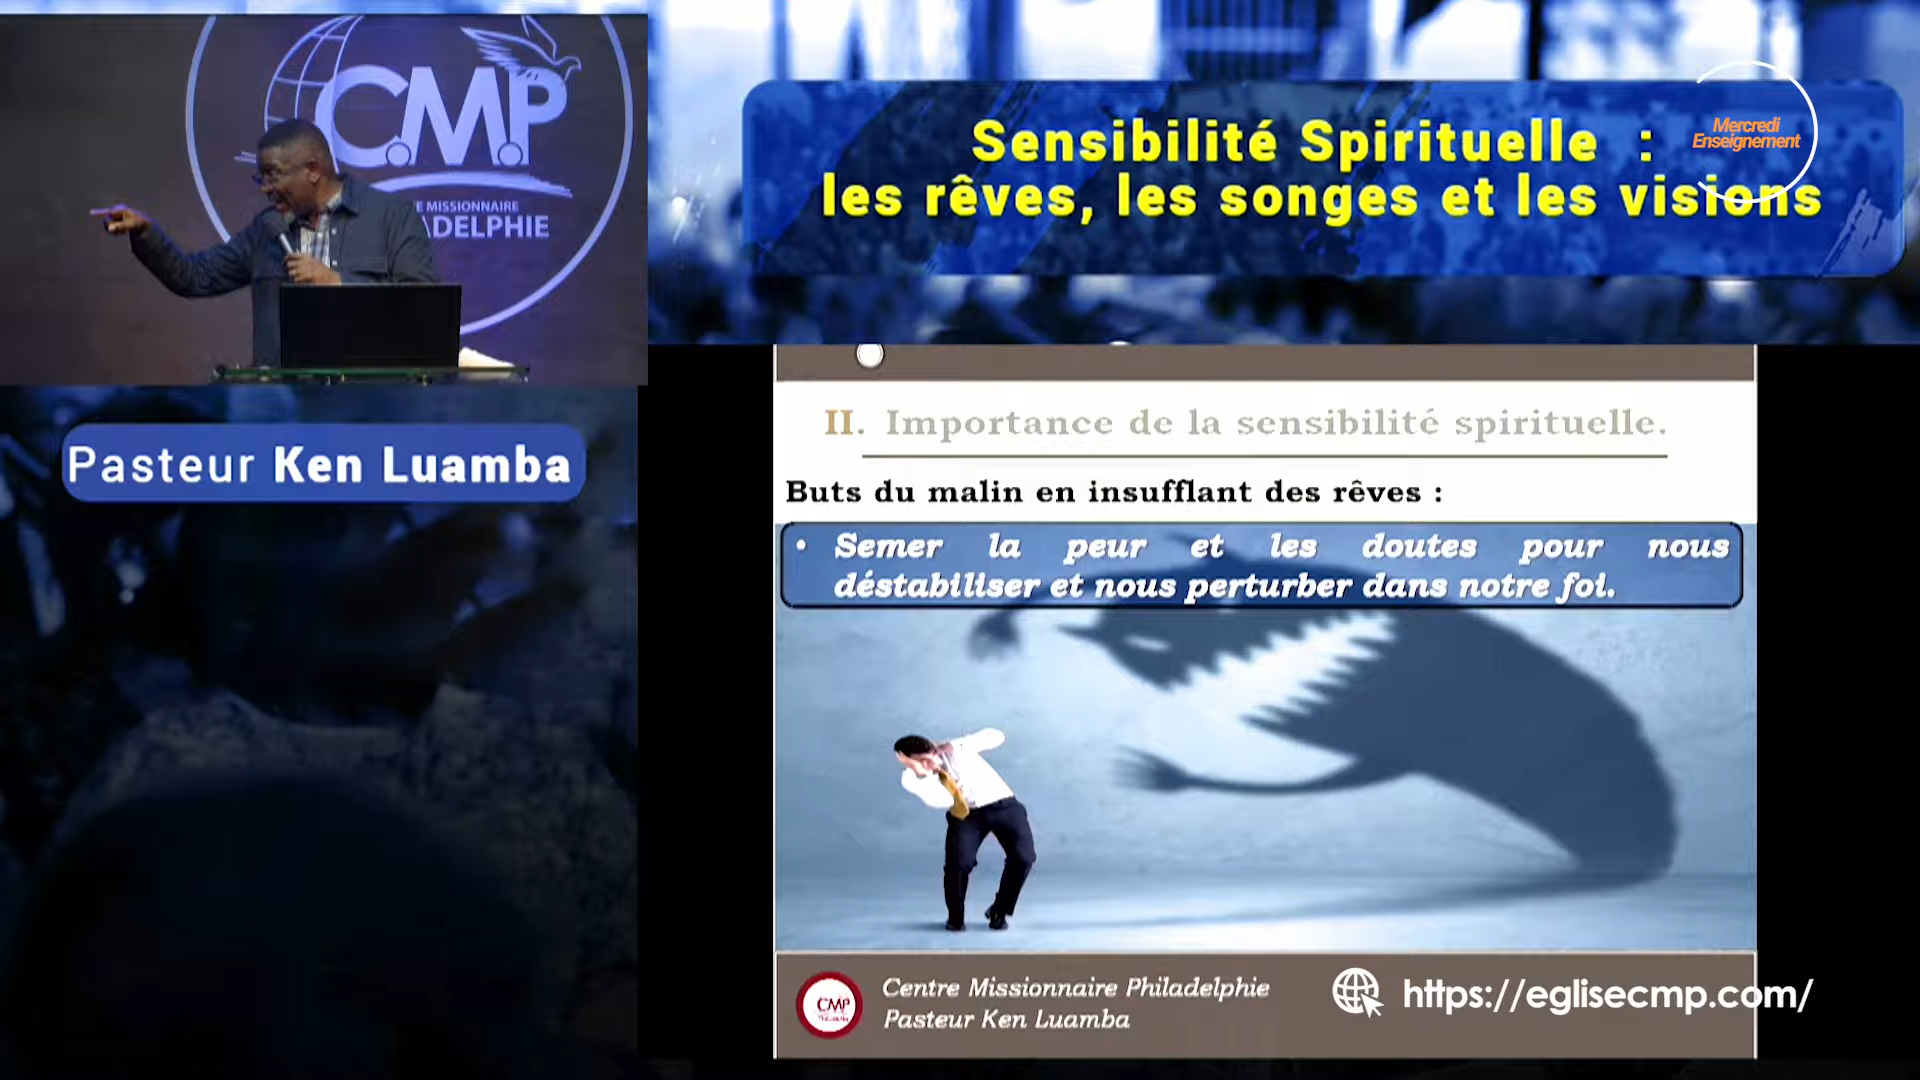 CMP
E MISSIONNAIRE
ADELPHIE
Sensibilité Spirituelle :
les rêves, les songes et les visions
Mercredi
Enseignement
Pasteur Ken Luamba
II. Importance de la sensibilité spirituelle.
Buts du malin en insufflant des rêves :
• Semer la peur et les doutes pour nous
déstabiliser et nous perturber dans notre foi.
CMP
Centre Missionnaire Philadelphie
Pasteur Ken Luamba
https://eglisecmp.com/